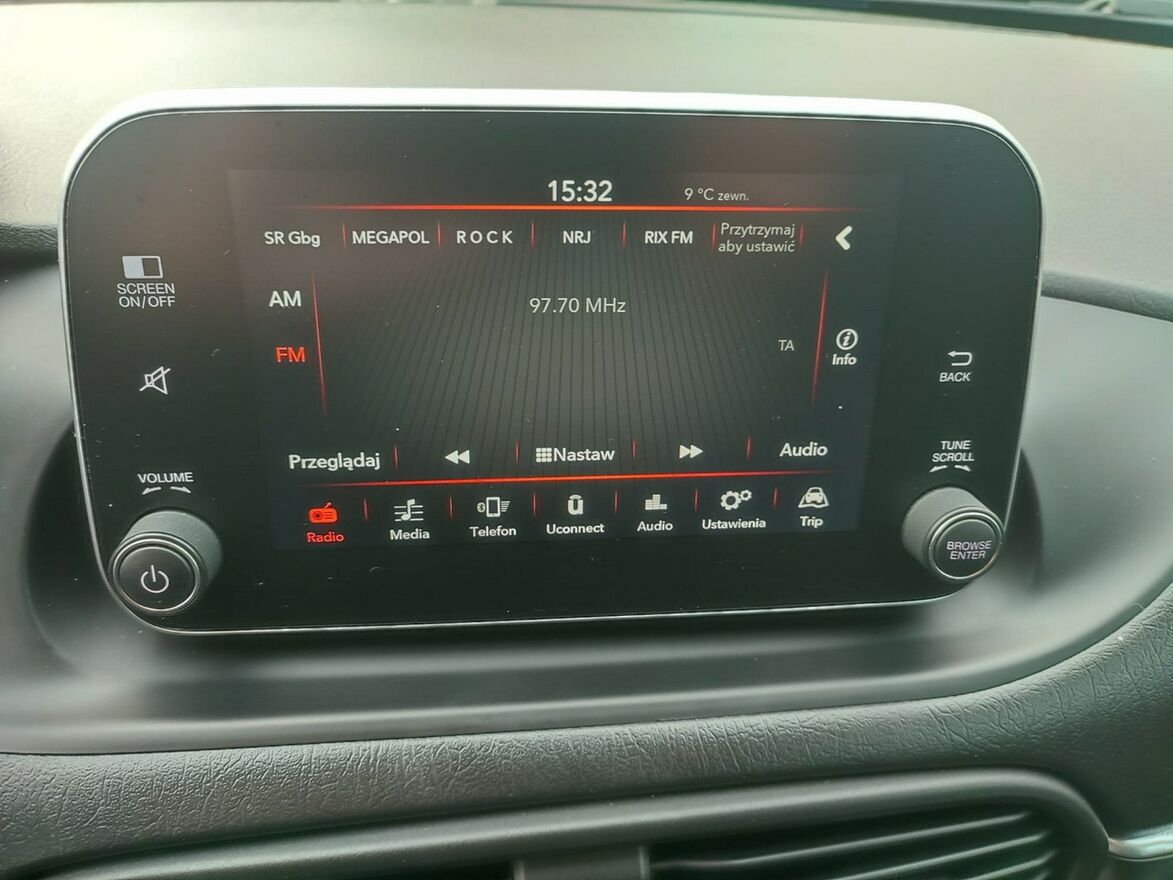 15:32
9 °C zewn.
SR Gbg
MEGAPOL
ROCK
NRJ
RIX FM
Przytrzymaj
aby ustawić
SCREEN
ON/OFF
AM
97.70 MHz
FM
TA
Info
BACK
VOLUME
TUNE
SCROLL
Przeglądaj
Nastaw
Audio
Radio
Media
Telefon
Uconnect
Audio
Ustawienia
Trip
BROWSE
ENTER